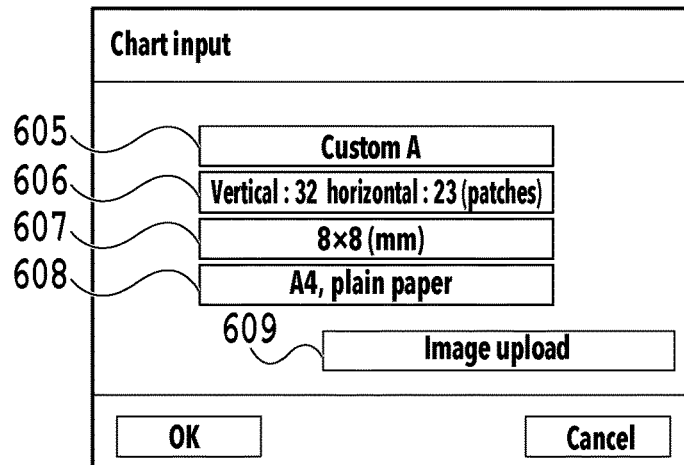 Chart input
605
Custom A
606
Vertical : 32 horizontal : 23 (patches)
607
8×8 (mm)
608
A4, plain paper
609
Image upload
OK
Cancel